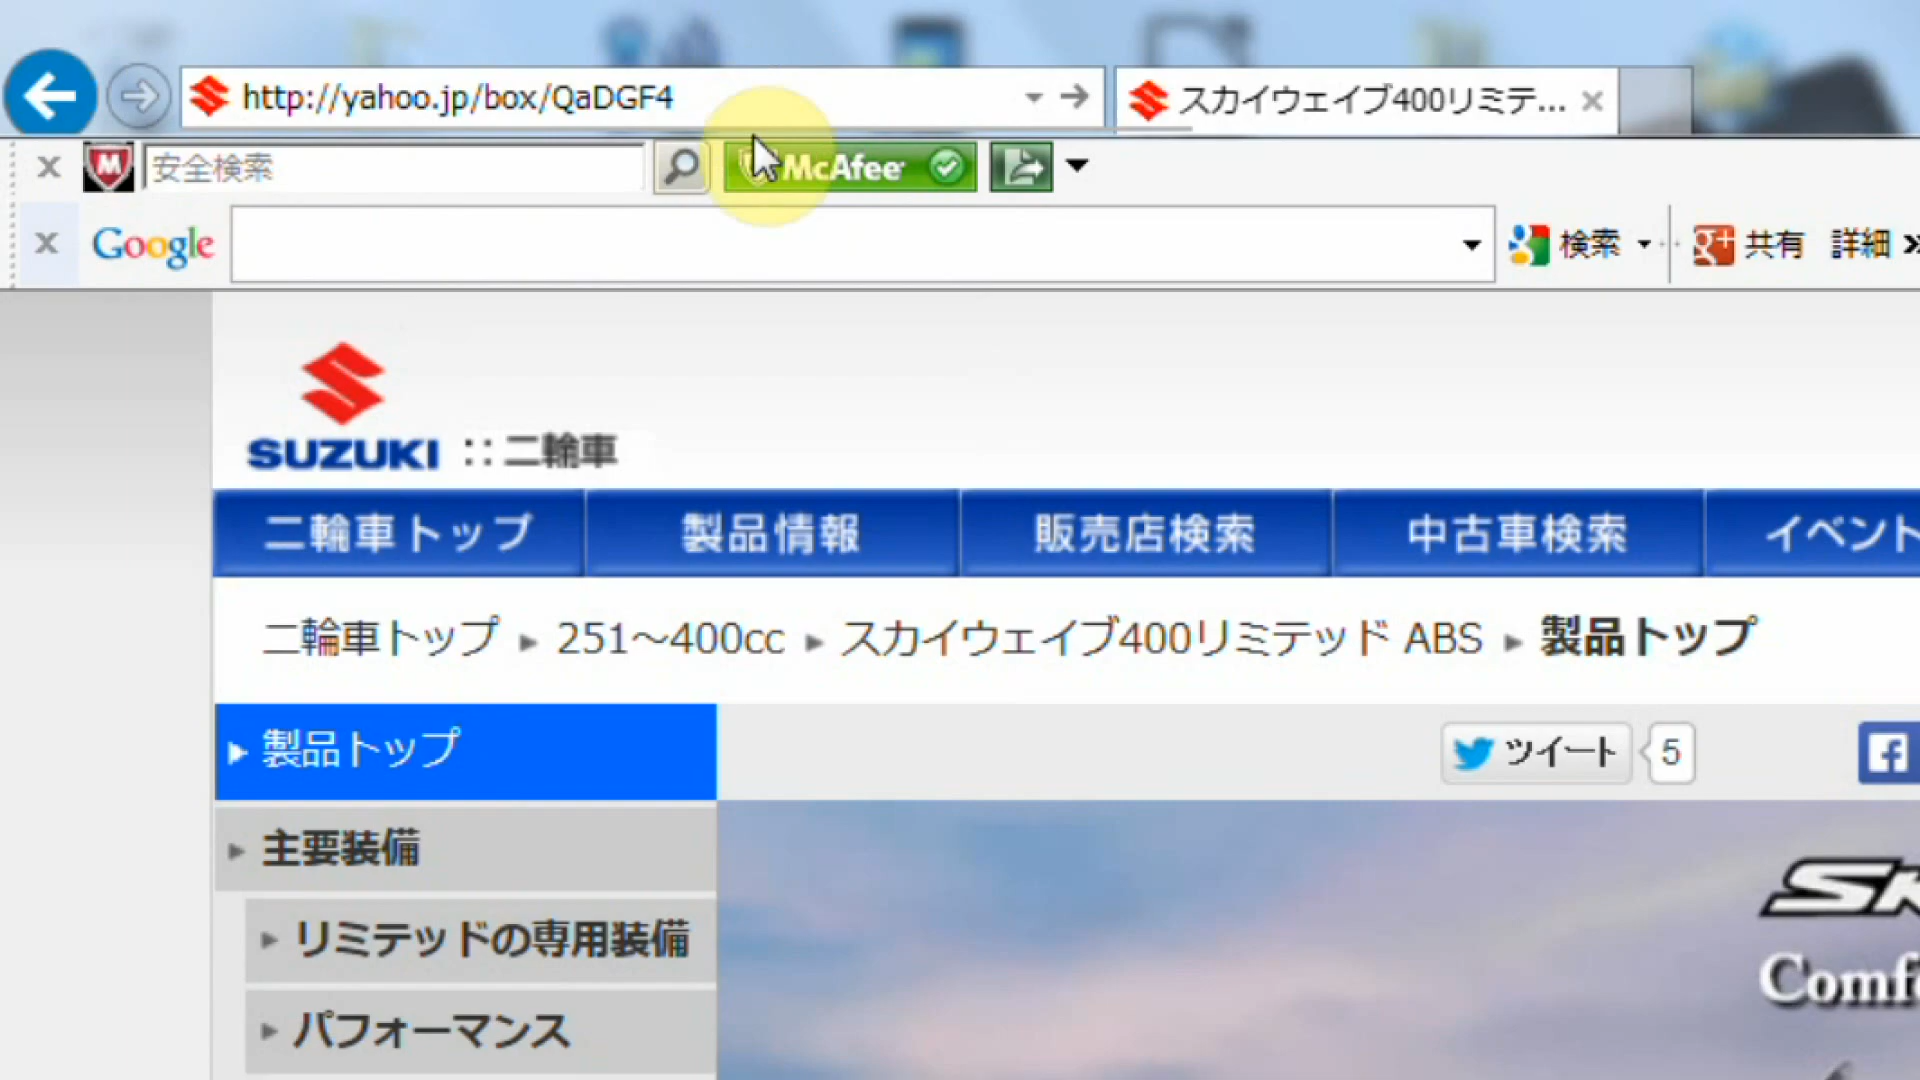 http://yahoo.jp/box/QaDGF4
スカイウェイブ400リミテ...
安全検索
McAfee
Google
検索
共有
詳細
SUZUKI
二輪車
二輪車トップ
製品情報
販売店検索
中古車検索
イベント
二輪車トップ ▸ 251～400cc ▸ スカイウェイブ400リミテッド ABS ▸ 製品トップ
製品トップ
ツイート
5
主要装備
リミテッドの専用装備
パフォーマンス